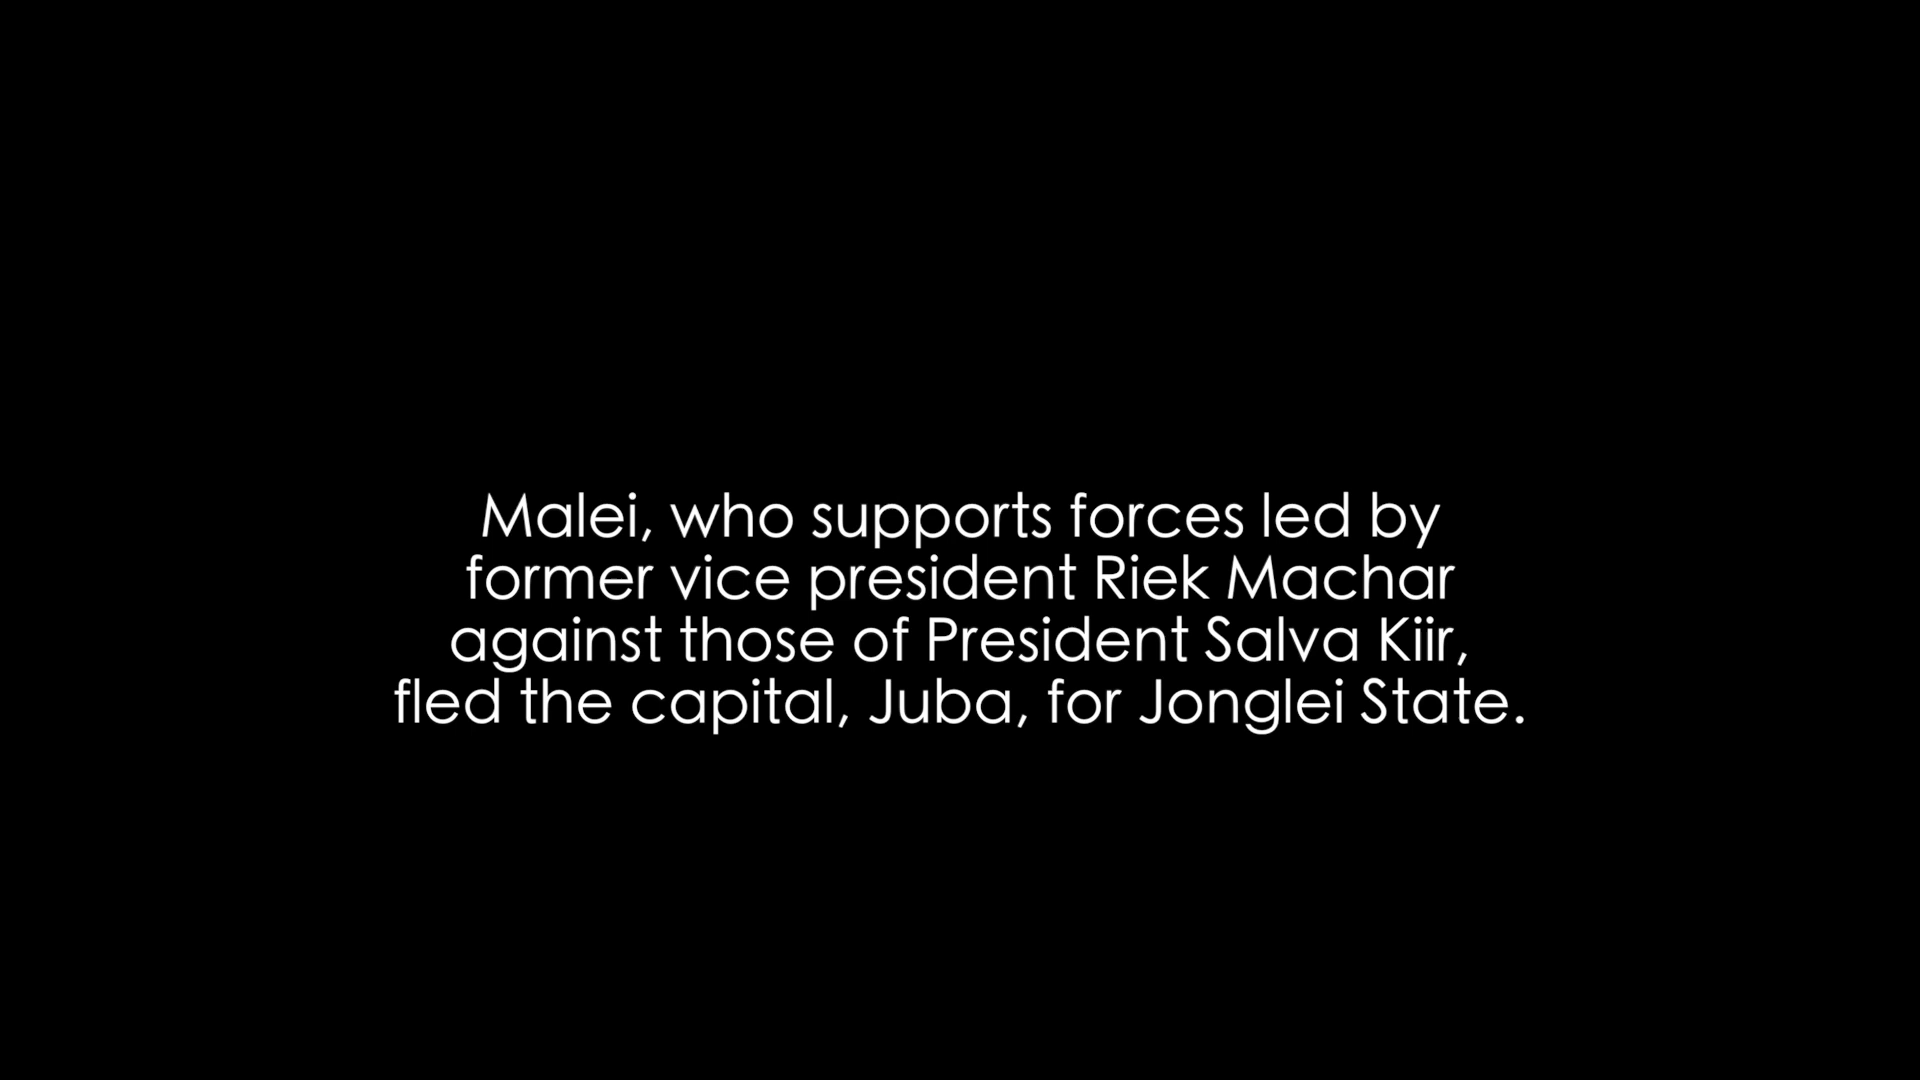 Malei, who supports forces led by
former vice president Riek Machar
against those of President Salva Kiir,
fled the capital, Juba, for Jonglei State.